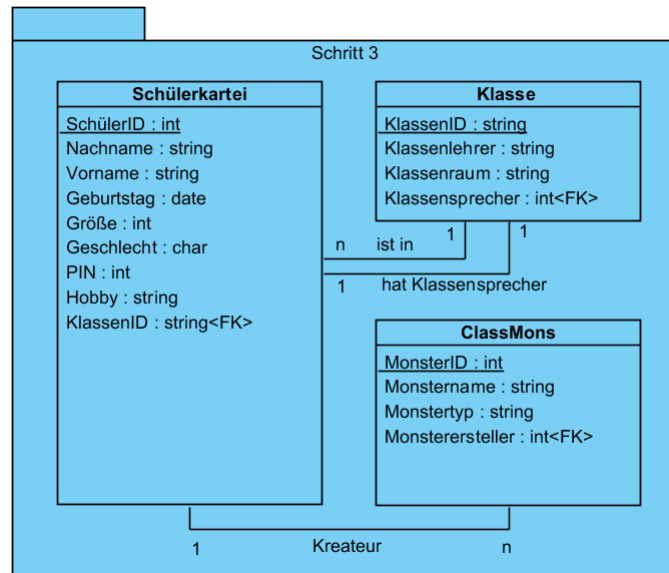 Schritt 3
Schülerkartei
SchülerID : int
Nachname : string
Vorname : string
Geburtstag : date
Größe : int
Geschlecht : char
PIN : int
Hobby : string
KlassenID : string<FK>
Klasse
KlassenID : string
Klassenlehrer : string
Klassenraum : string
Klassensprecher : int<FK>
n ist in 1
1
1 hat Klassensprecher
ClassMons
MonsterID : int
Monstername : string
Monstertyp : string
Monsterersteller : int<FK>
1 Kreateur n